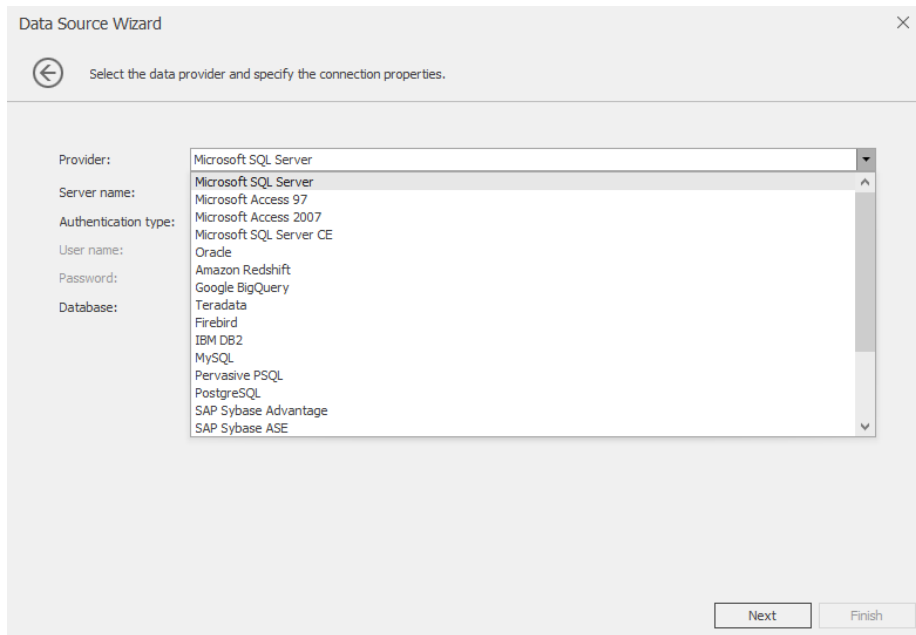 Data Source Wizard
Select the data provider and specify the connection properties.
Provider:
Microsoft SQL Server
Server name:
Authentication type:
User name:
Password:
Database:
Microsoft SQL Server
Microsoft Access 97
Microsoft Access 2007
Microsoft SQL Server CE
Oracle
Amazon Redshift
Google BigQuery
Teradata
Firebird
IBM DB2
MySQL
Pervasive PSQL
PostgreSQL
SAP Sybase Advantage
SAP Sybase ASE
Next
Finish